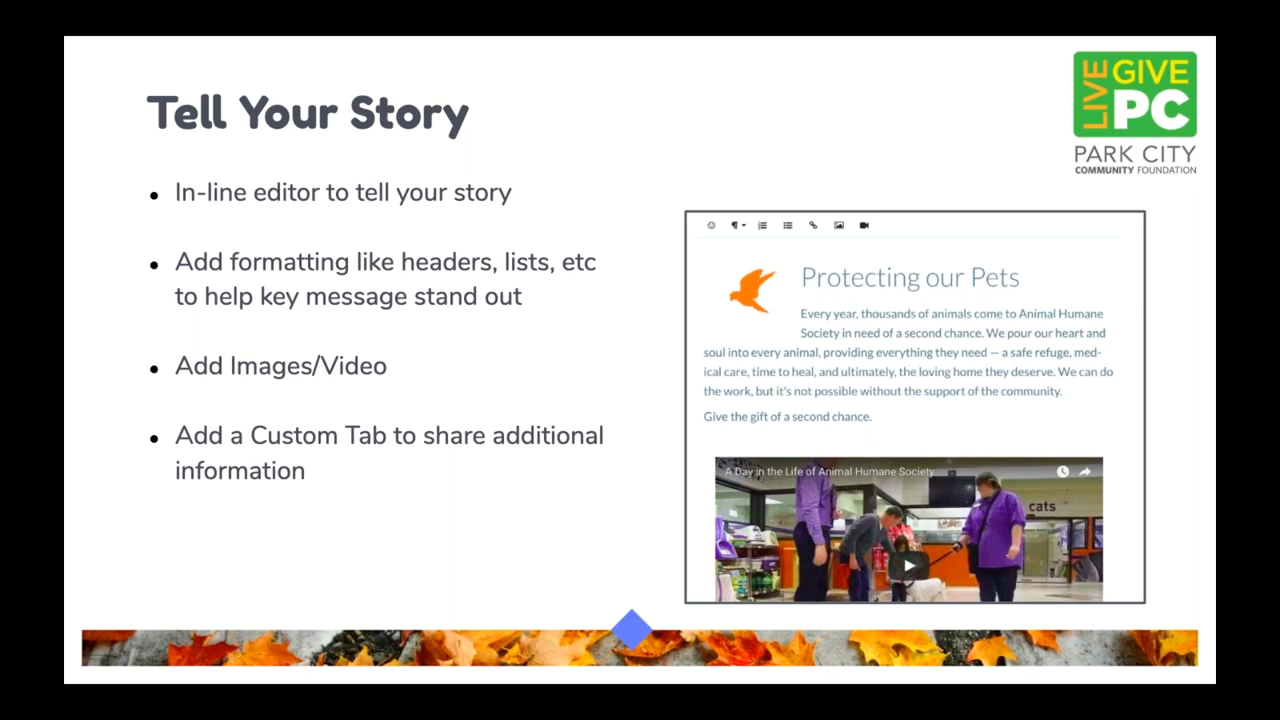 Tell Your Story
LIVE
GIVE
PC
PARK CITY
COMMUNITY FOUNDATION
In-line editor to tell your story
Add formatting like headers, lists, etc
to help key message stand out
Add Images/Video
Add a Custom Tab to share additional
information
Protecting our Pets
Every year, thousands of animals come to Animal Humane
Society in need of a second chance. We pour our heart and
soul into every animal, providing everything they need — a safe refuge, med-
ical care, time to heal, and ultimately, the loving home they deserve. We can do
the work, but it's not possible without the support of the community.
Give the gift of a second chance.
A Day in the Life of Animal Humane Society
cats